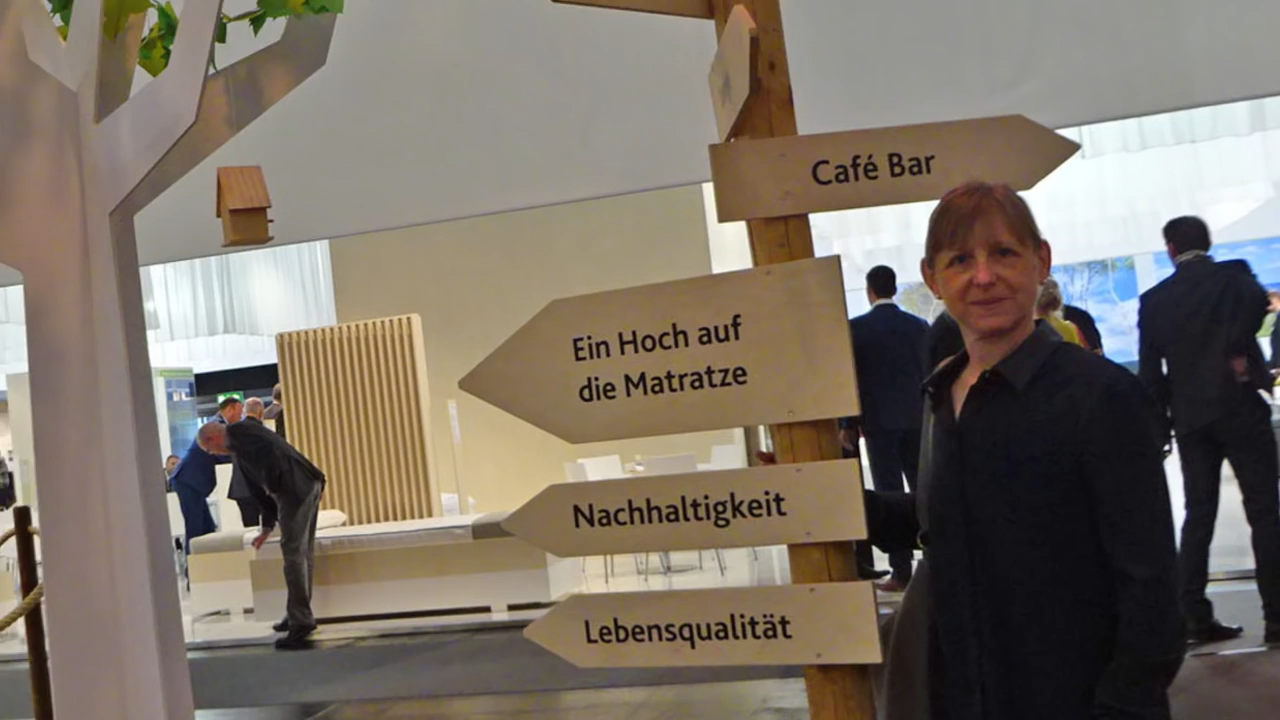 Café Bar
Ein Hoch auf
die Matratze
Nachhaltigkeit
Lebensqualität